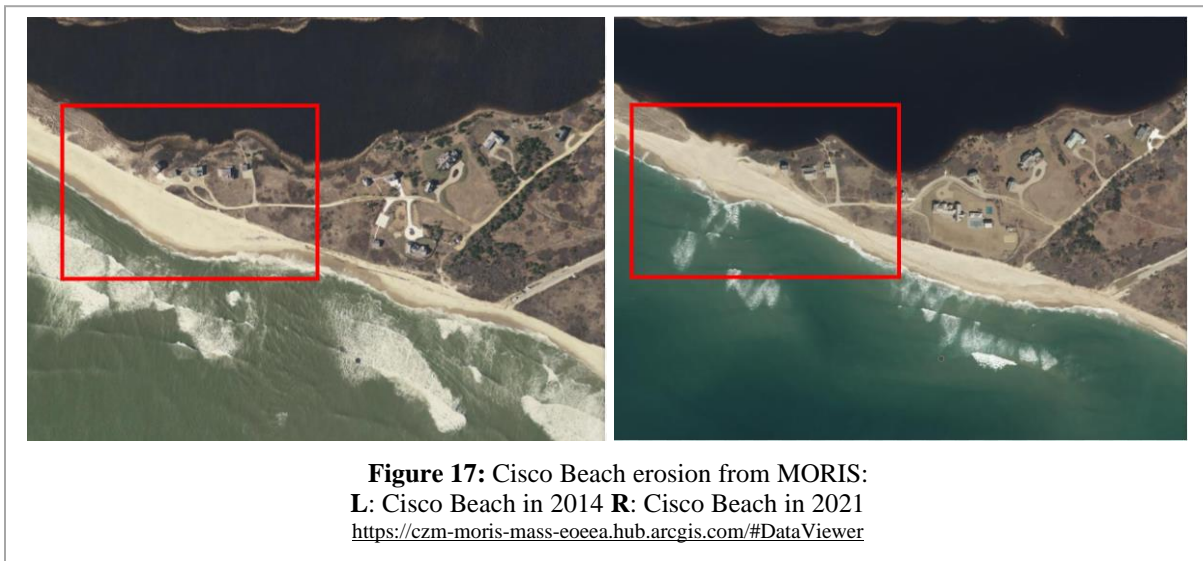 Figure 17: Cisco Beach erosion from MORIS:
L: Cisco Beach in 2014 R: Cisco Beach in 2021
https://czm-moris-mass-eoeea.hub.arcgis.com/#DataViewer